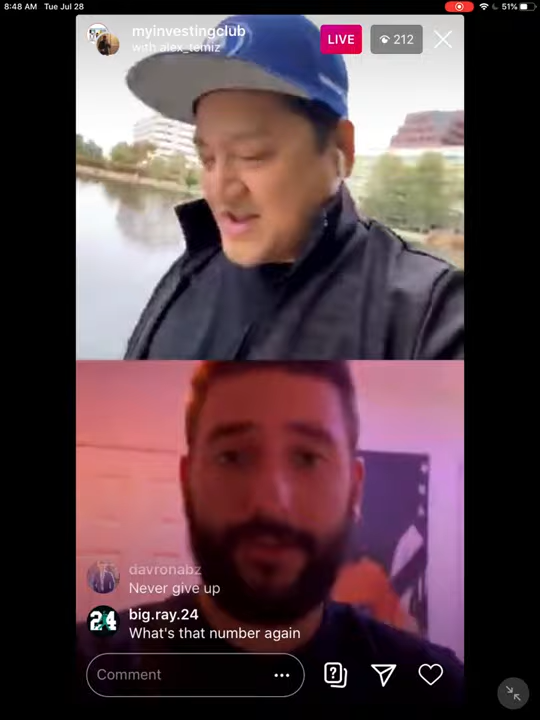 8:48 AM Tue Jul 28
51%
myinvestingclub
with alex_temiz
LIVE
212
davronabz
Never give up
24
big.ray.24
What's that number again
Comment